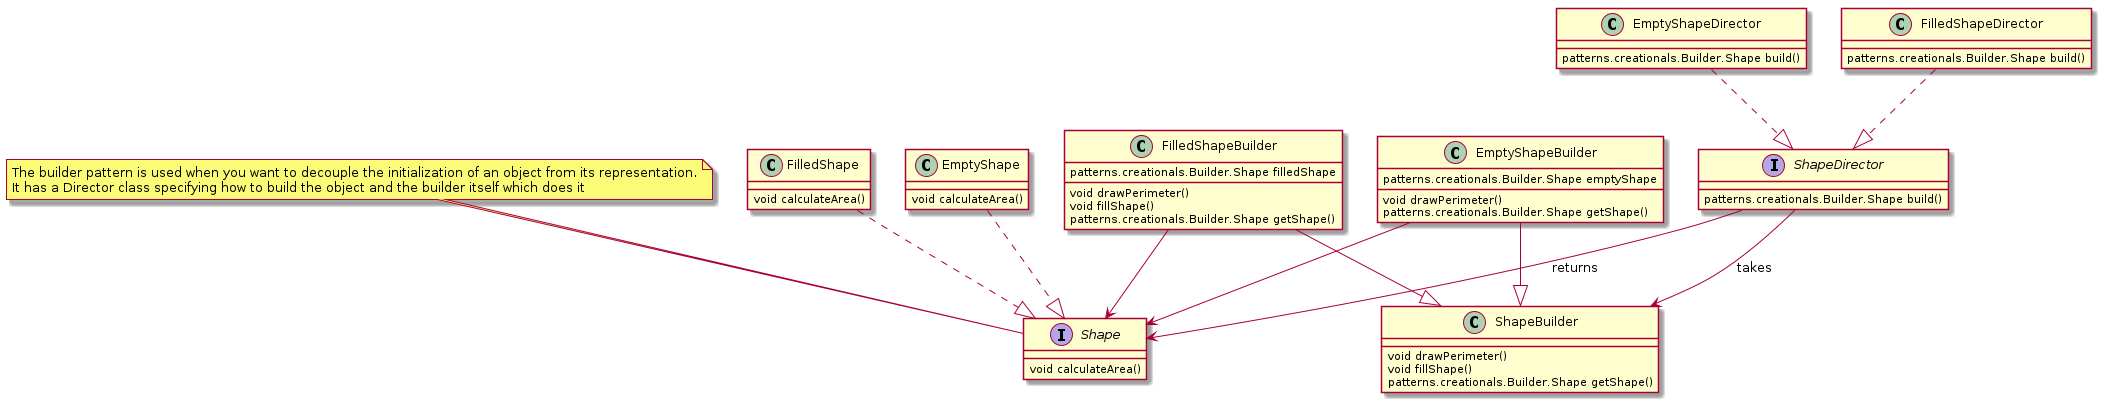 C EmptyShapeDirector
patterns.creationals.Builder.Shape build()
C FilledShapeDirector
patterns.creationals.Builder.Shape build()
The builder pattern is used when you want to decouple the initialization of an object from its representation.
It has a Director class specifying how to build the object and the builder itself which does it
C FilledShape
void calculateArea()
C EmptyShape
void calculateArea()
C FilledShapeBuilder
patterns.creationals.Builder.Shape filledShape
void drawPerimeter()
void fillShape()
patterns.creationals.Builder.Shape getShape()
C EmptyShapeBuilder
patterns.creationals.Builder.Shape emptyShape
void drawPerimeter()
patterns.creationals.Builder.Shape getShape()
I ShapeDirector
patterns.creationals.Builder.Shape build()
returns
takes
I Shape
void calculateArea()
C ShapeBuilder
void drawPerimeter()
void fillShape()
patterns.creationals.Builder.Shape getShape()